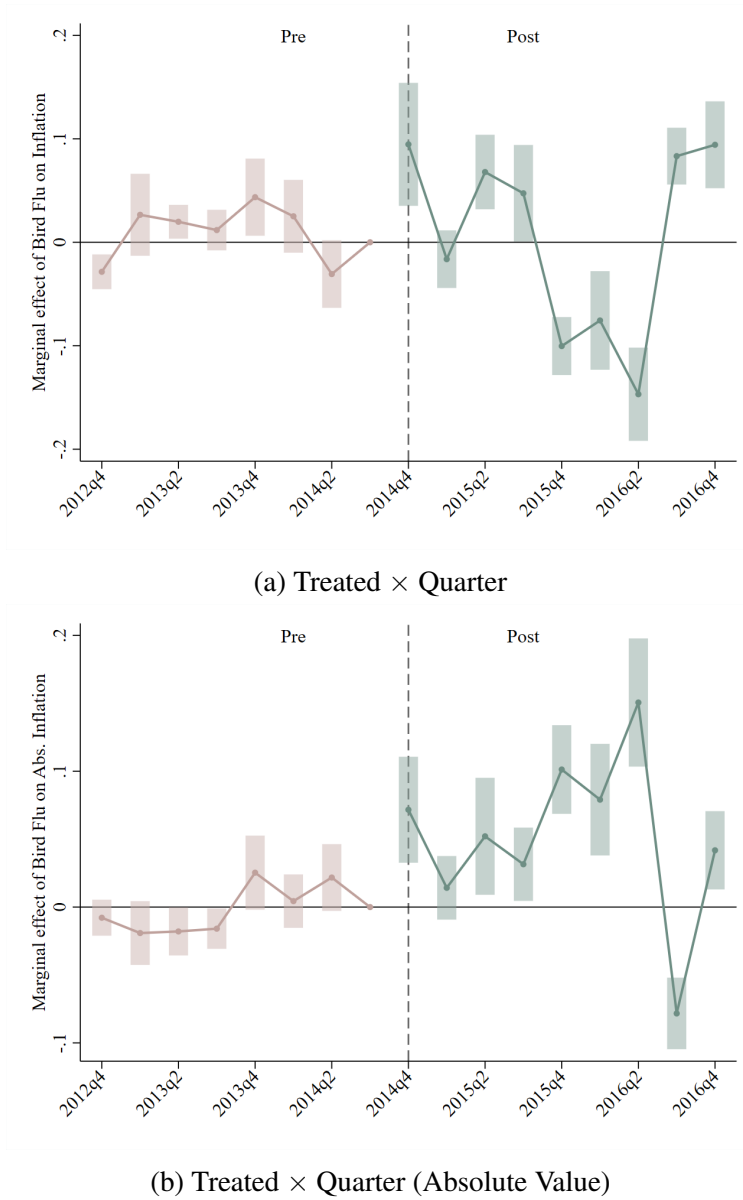 Pre Post
Marginal effect of Bird Flu on Inflation
.2
.1
0
-.1
-.2
2012q4 2013q2 2013q4 2014q2 2014q4 2015q2 2015q4 2016q2 2016q4
(a) Treated × Quarter
Pre Post
Marginal effect of Bird Flu on Abs. Inflation
.2
.1
0
-.1
2012q4 2013q2 2013q4 2014q2 2014q4 2015q2 2015q4 2016q2 2016q4
(b) Treated × Quarter (Absolute Value)